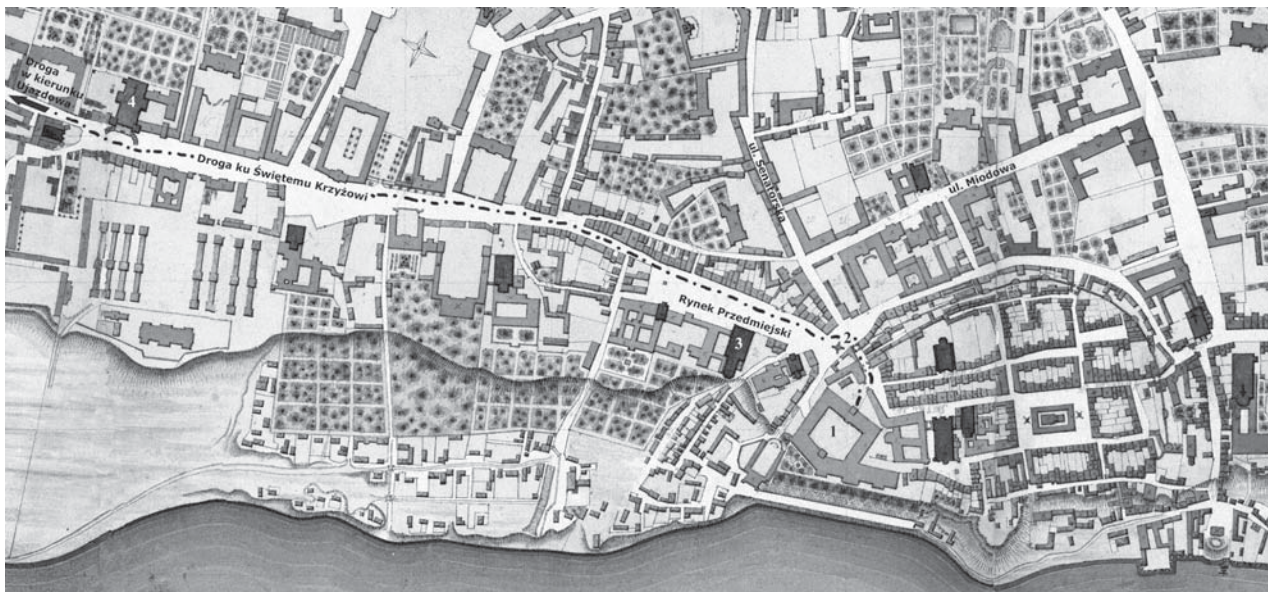 Droga
w kierunku
Ujazdowa
4
Droga ku Świętemu Krzyżowi
ul. Senatorska
ul. Miodowa
Rynek Przedmiejski
2
3
1